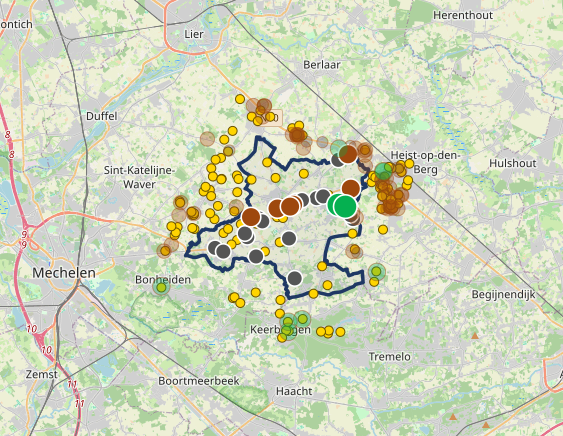 Herenthout
ontich
Lier
Berlaar
Duffel
8
8
Heist-op-den-
Berg
Hulshout
Sint-Katelijne-
Waver
9
9
Mechelen
Bonheiden
Begijnendijk
10
Keerbergen
10
Tremelo
Zemst
Boortmeerbeek
11
Haacht
11